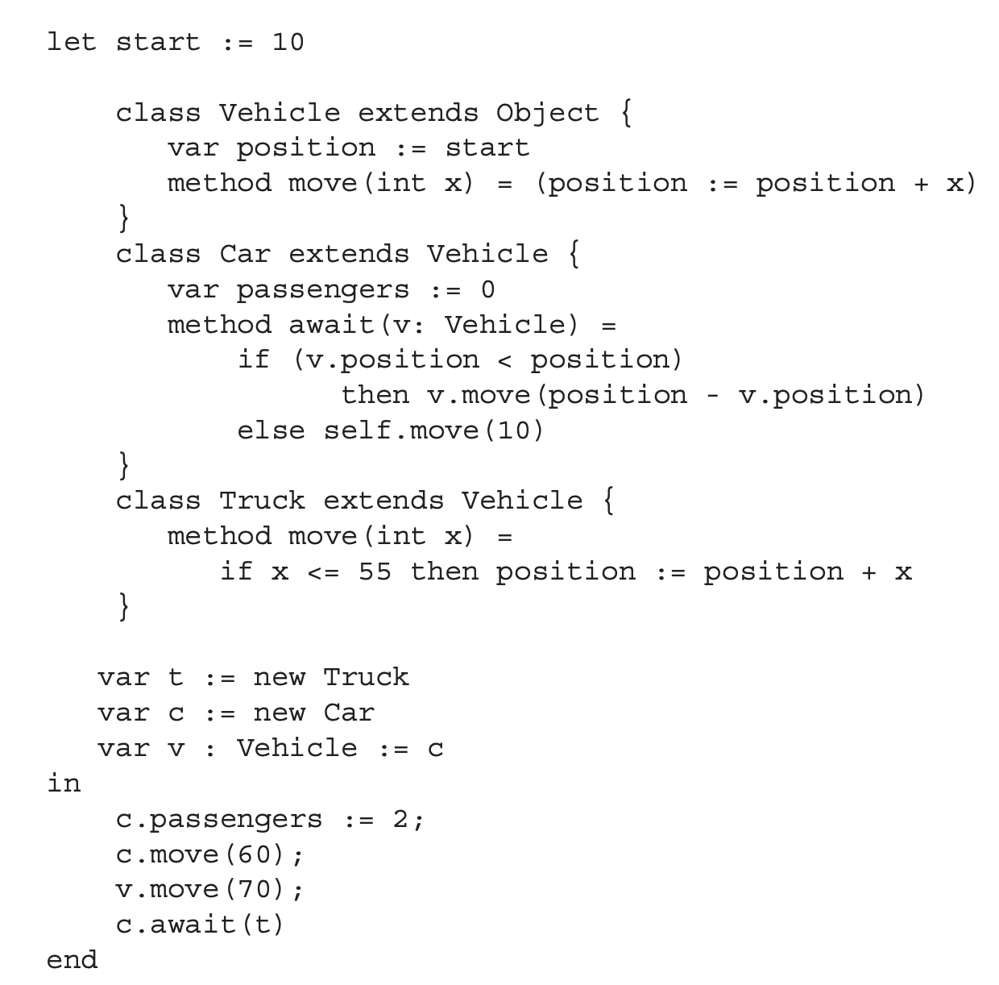 let start := 10
class Vehicle extends Object {
var position := start
method move(int x) = (position := position + x)
}
class Car extends Vehicle {
var passengers := 0
method await(v: Vehicle) =
if (v.position < position)
then v.move(position - v.position)
else self.move(10)
}
class Truck extends Vehicle {
method move(int x) =
if x <= 55 then position := position + x
}
var t := new Truck
var c := new Car
var v : Vehicle := c
in
c.passengers := 2;
c.move(60);
v.move(70);
c.await(t)
end